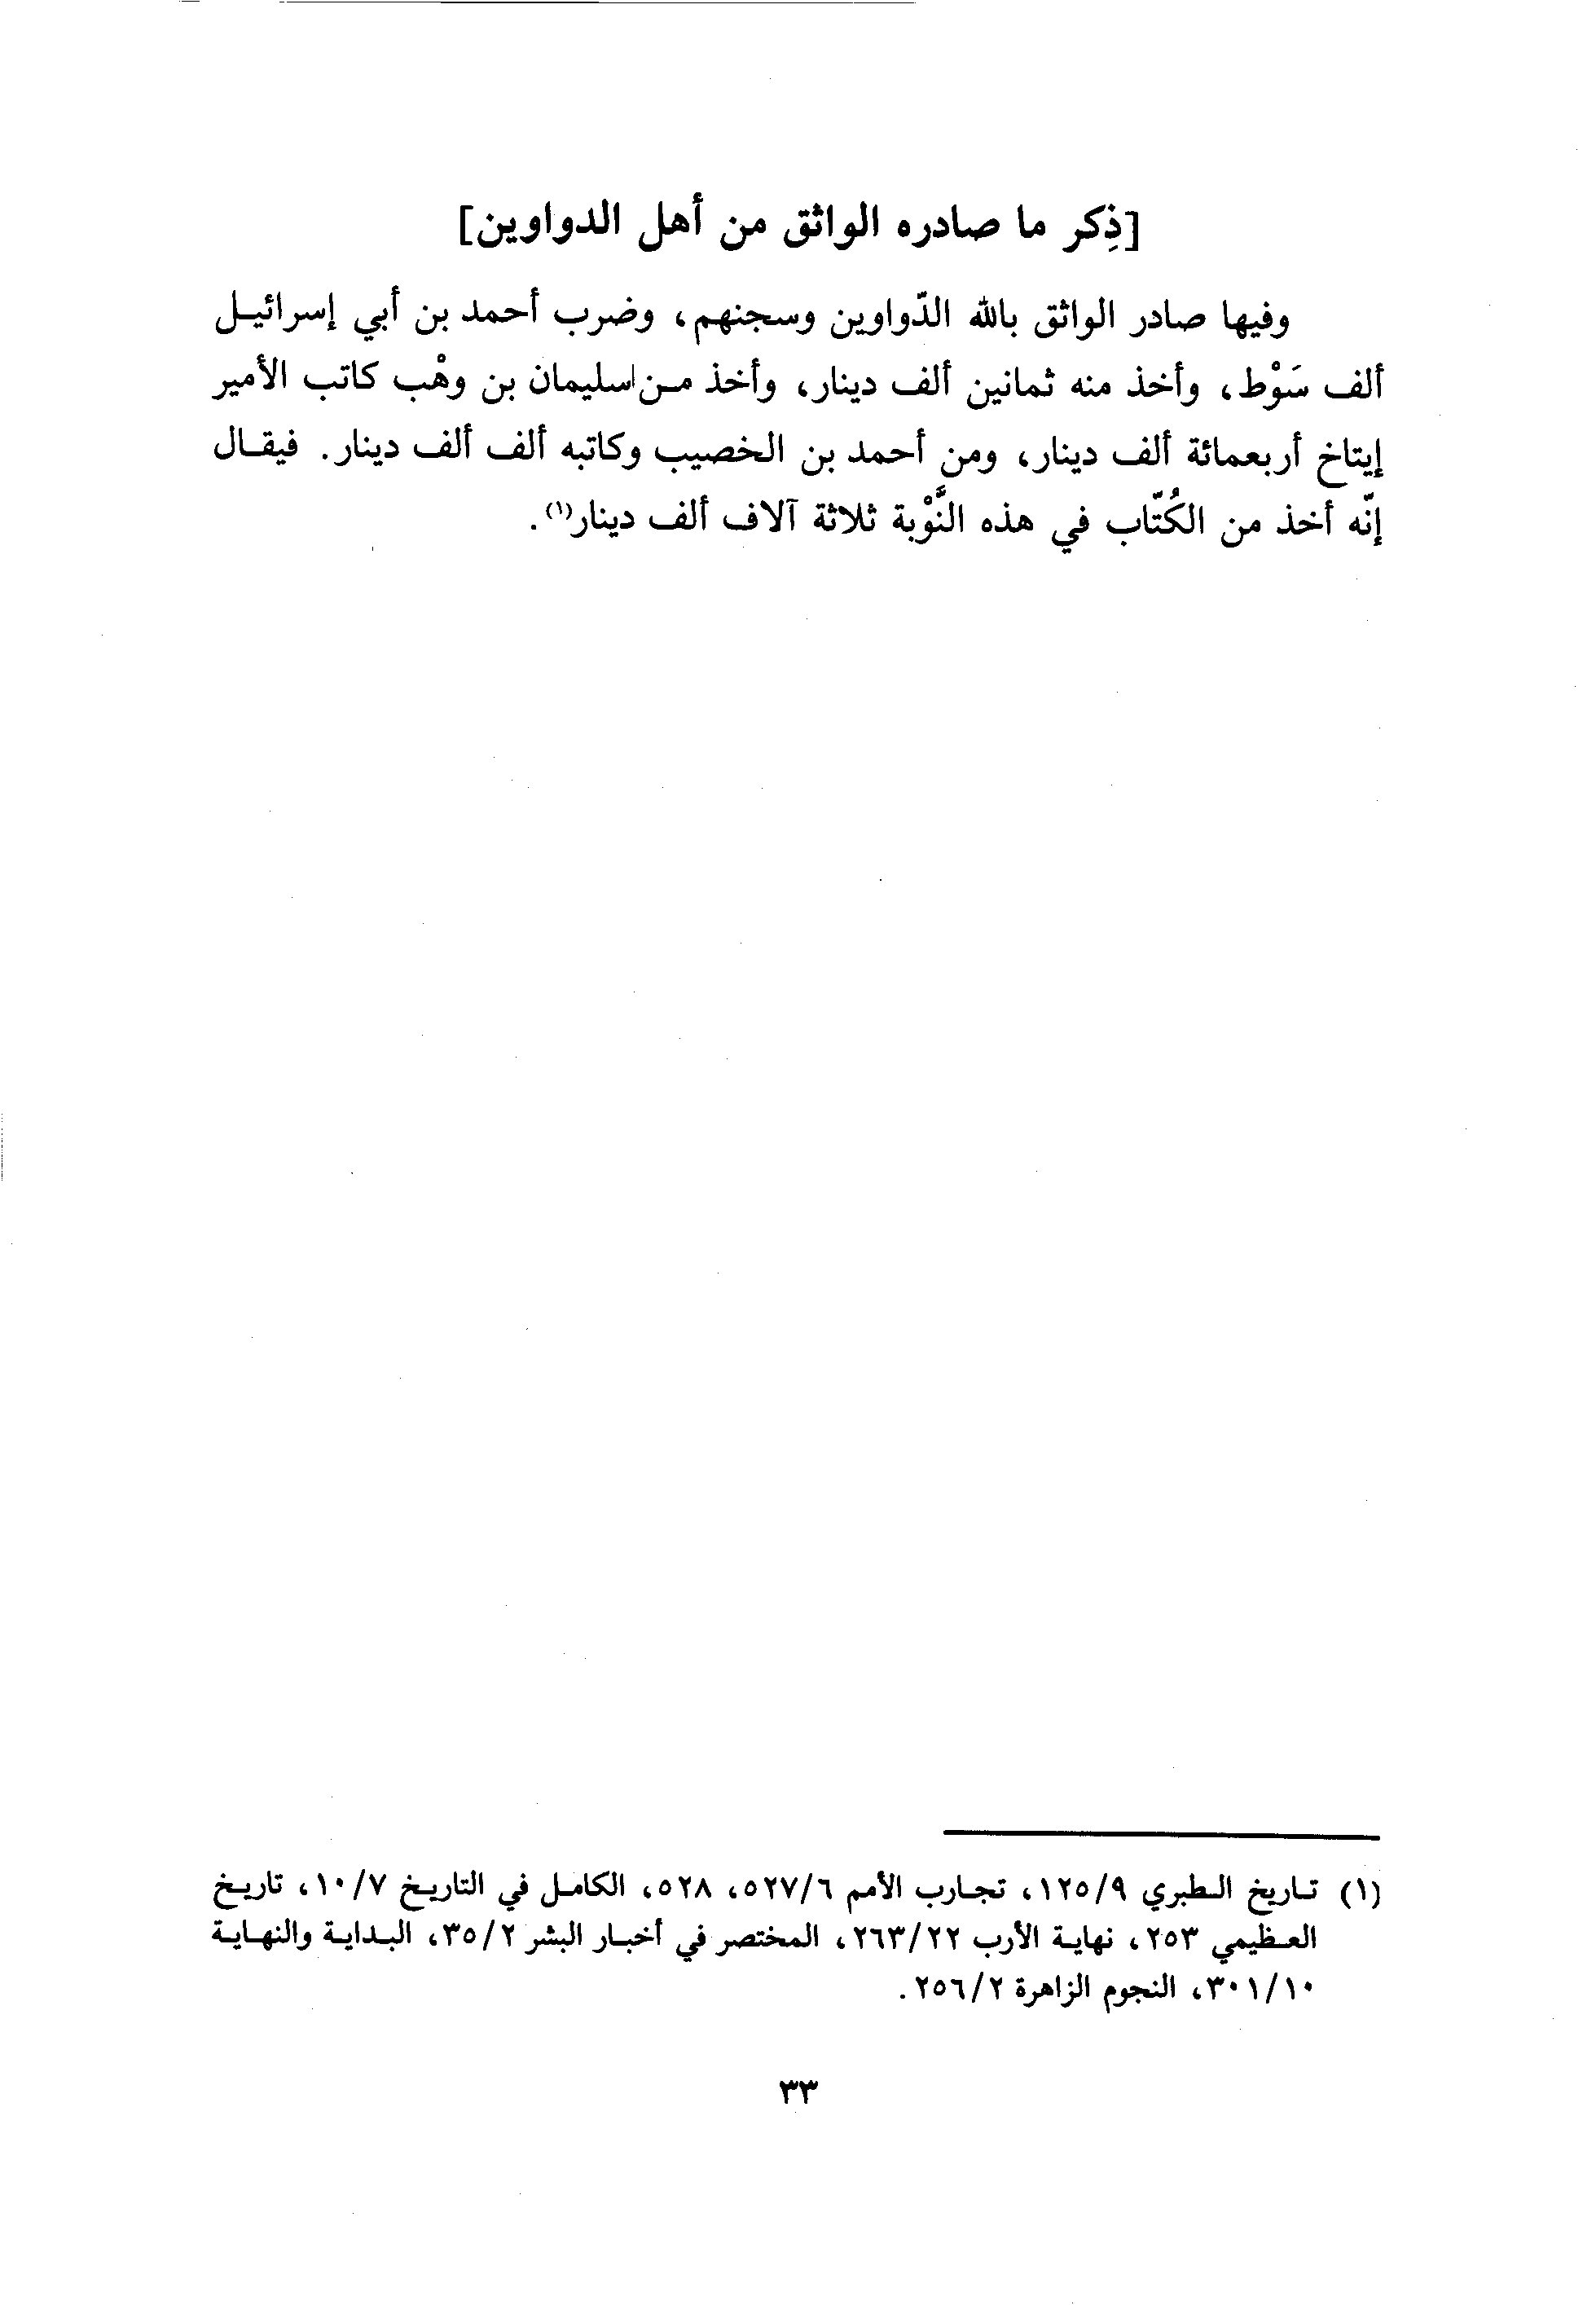 [ذِكر ما صادره الواثق من أهل الدواوين]
وفيها صادر الواثق بالله الدّواوين وسجنهم، وضرب أحمد بن أبي إسرائيل
ألف سَوْط، وأخذ منه ثمانين ألف دينار، وأخذ من سليمان بن وهْب كاتب الأمير
إيتاخ أربعمائة ألف دينار، ومن أحمد بن الخصيب وكاتبه ألف ألف دينار. فيقال
إنّه أخذ من الكُتّاب في هذه النَّوْبة ثلاثة آلاف ألف دينار(١).
(١) تاريخ الطبري ١٢٥/٩، تجارب الأمم ٥٢٧/٦، ٥٢٨، الكامل في التاريخ ١٠/٧، تاريخ
العظيمي ٢٥٣، نهاية الأرب ٢٦٣/٢٢، المختصر في أخبار البشر ٣٥/٢، البداية والنهاية
٣٠١/١٠، النجوم الزاهرة ٢٥٦/٢.
٣٣